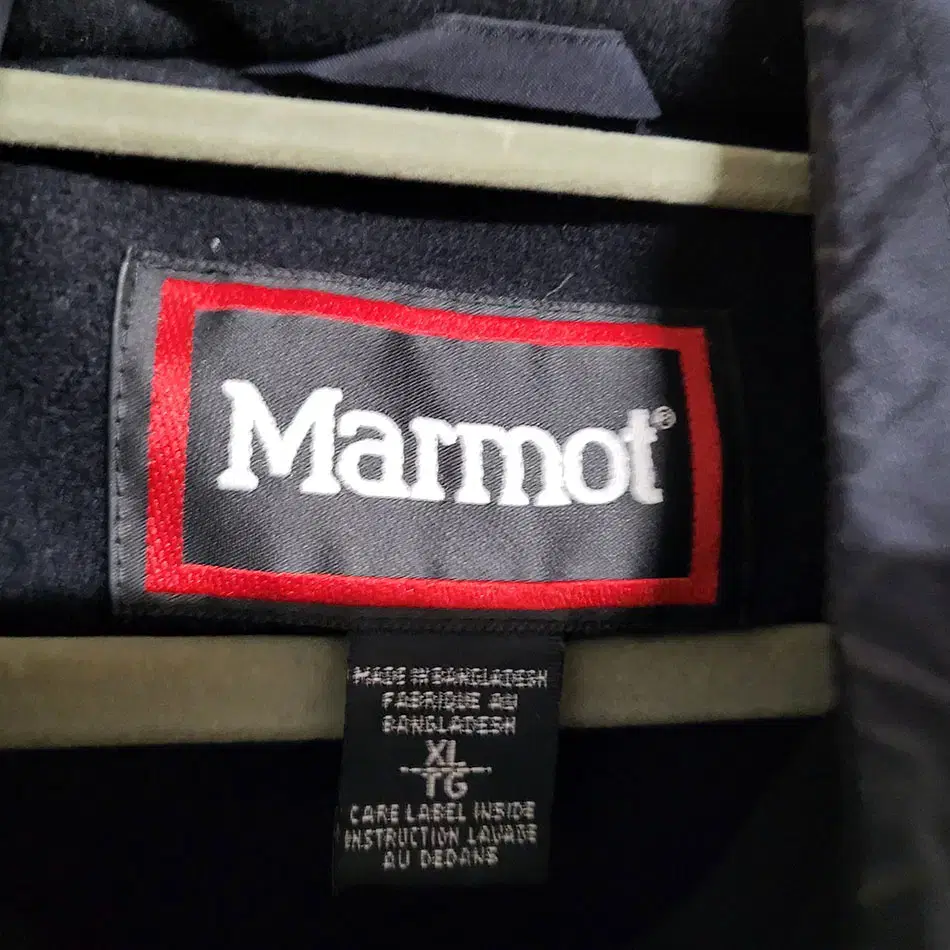 Marmot®
MADE IN BANGLADESH
FABRIQUE AU
BANGLADESH
XL
TG
CARE LABEL INSIDE
INSTRUCTION LAVAGE
AU DEDANS